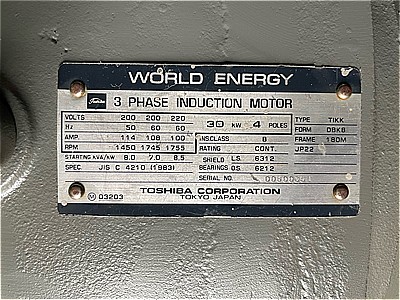 WORLD ENERGY
Toshiba 3 PHASE INDUCTION MOTOR
VOLTS 200 200 220
Hz 50 60 60
AMP. 114 108 100
RPM 1450 1745 1755
STARTING kVA/kW 8.0 7.0 8.5
SPEC. JIS C 4210 (1983)
30 kW 4 POLES
INS.CLASS B
RATING CONT.
SHIELD LS. 6312
BEARINGS OS. 6212
SERIAL NO.
TYPE TIKK
FORM DBK8
FRAME 180M
JP22
TOSHIBA CORPORATION
TOKYO JAPAN
M 03203